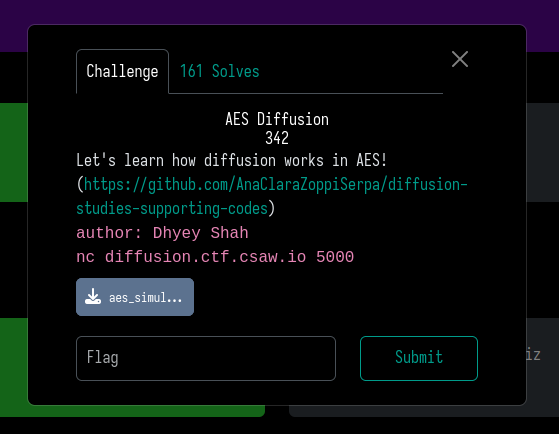 Challenge
161 Solves
AES Diffusion
342
Let's learn how diffusion works in AES!
(https://github.com/AnaClaraZoppiSerpa/diffusion-
studies-supporting-codes)
author: Dhyey Shah
nc diffusion.ctf.csaw.io 5000
aes_simul...
Flag
Submit
iz